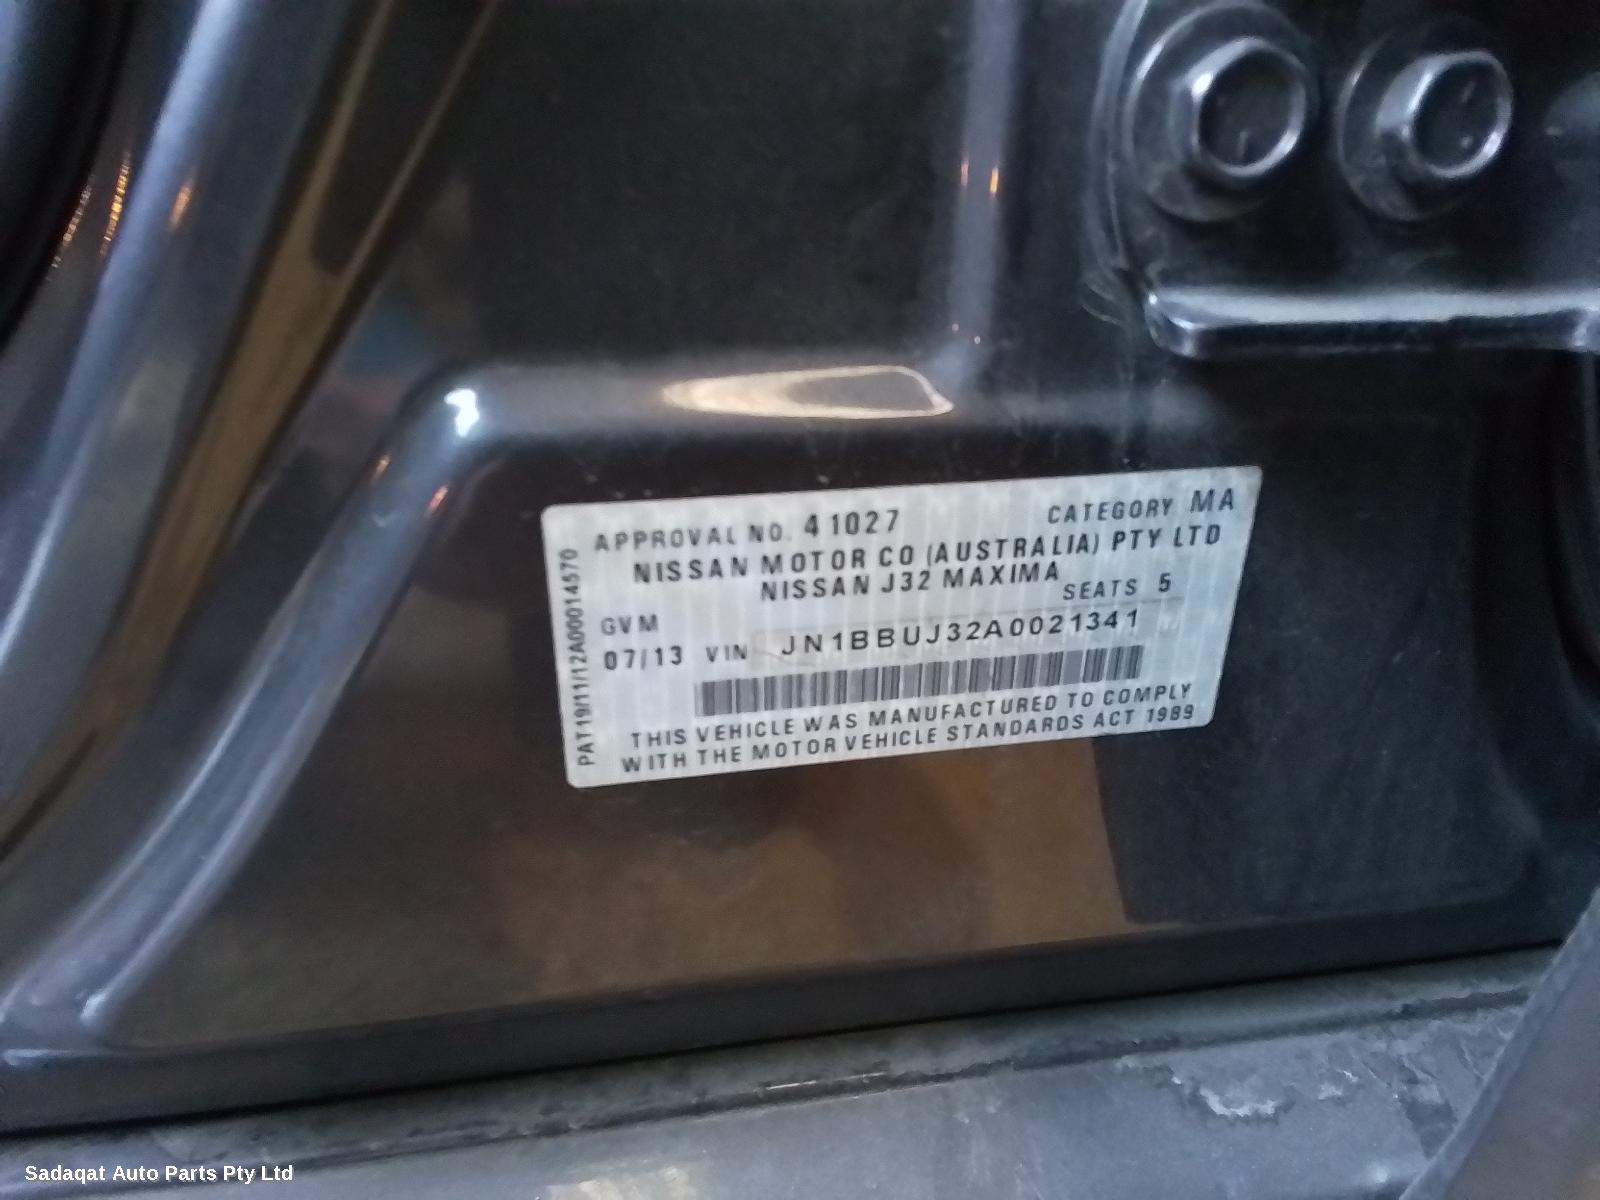 APPROVAL NO. 41027 CATEGORY MA
NISSAN MOTOR CO (AUSTRALIA) PTY LTD
NISSAN J32 MAXIMA
SEATS 5
GVM
07/13 VIN JN1BBUJ32A0021341
THIS VEHICLE WAS MANUFACTURED TO COMPLY
WITH THE MOTOR VEHICLE STANDARDS ACT 1989
PAT19/11/12A00014570
Sadaqat Auto Parts Pty Ltd